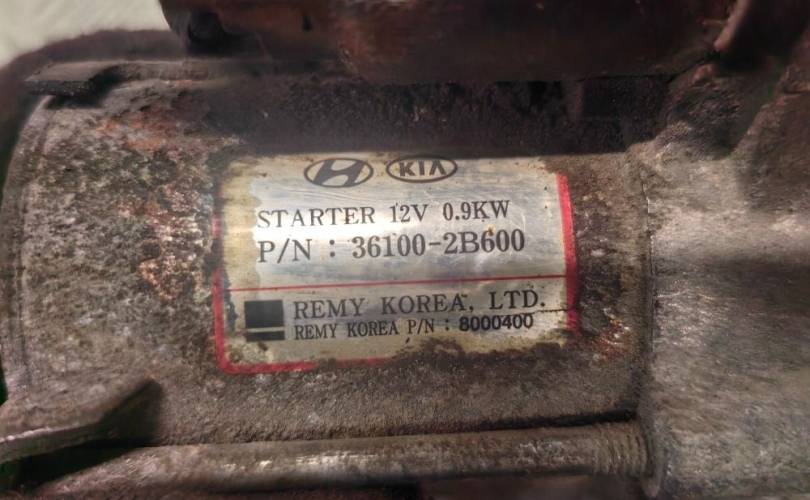 KIA
STARTER 12V 0.9KW
P/N : 36100-2B600
REMY KOREA, LTD.
REMY KOREA P/N : 8000400